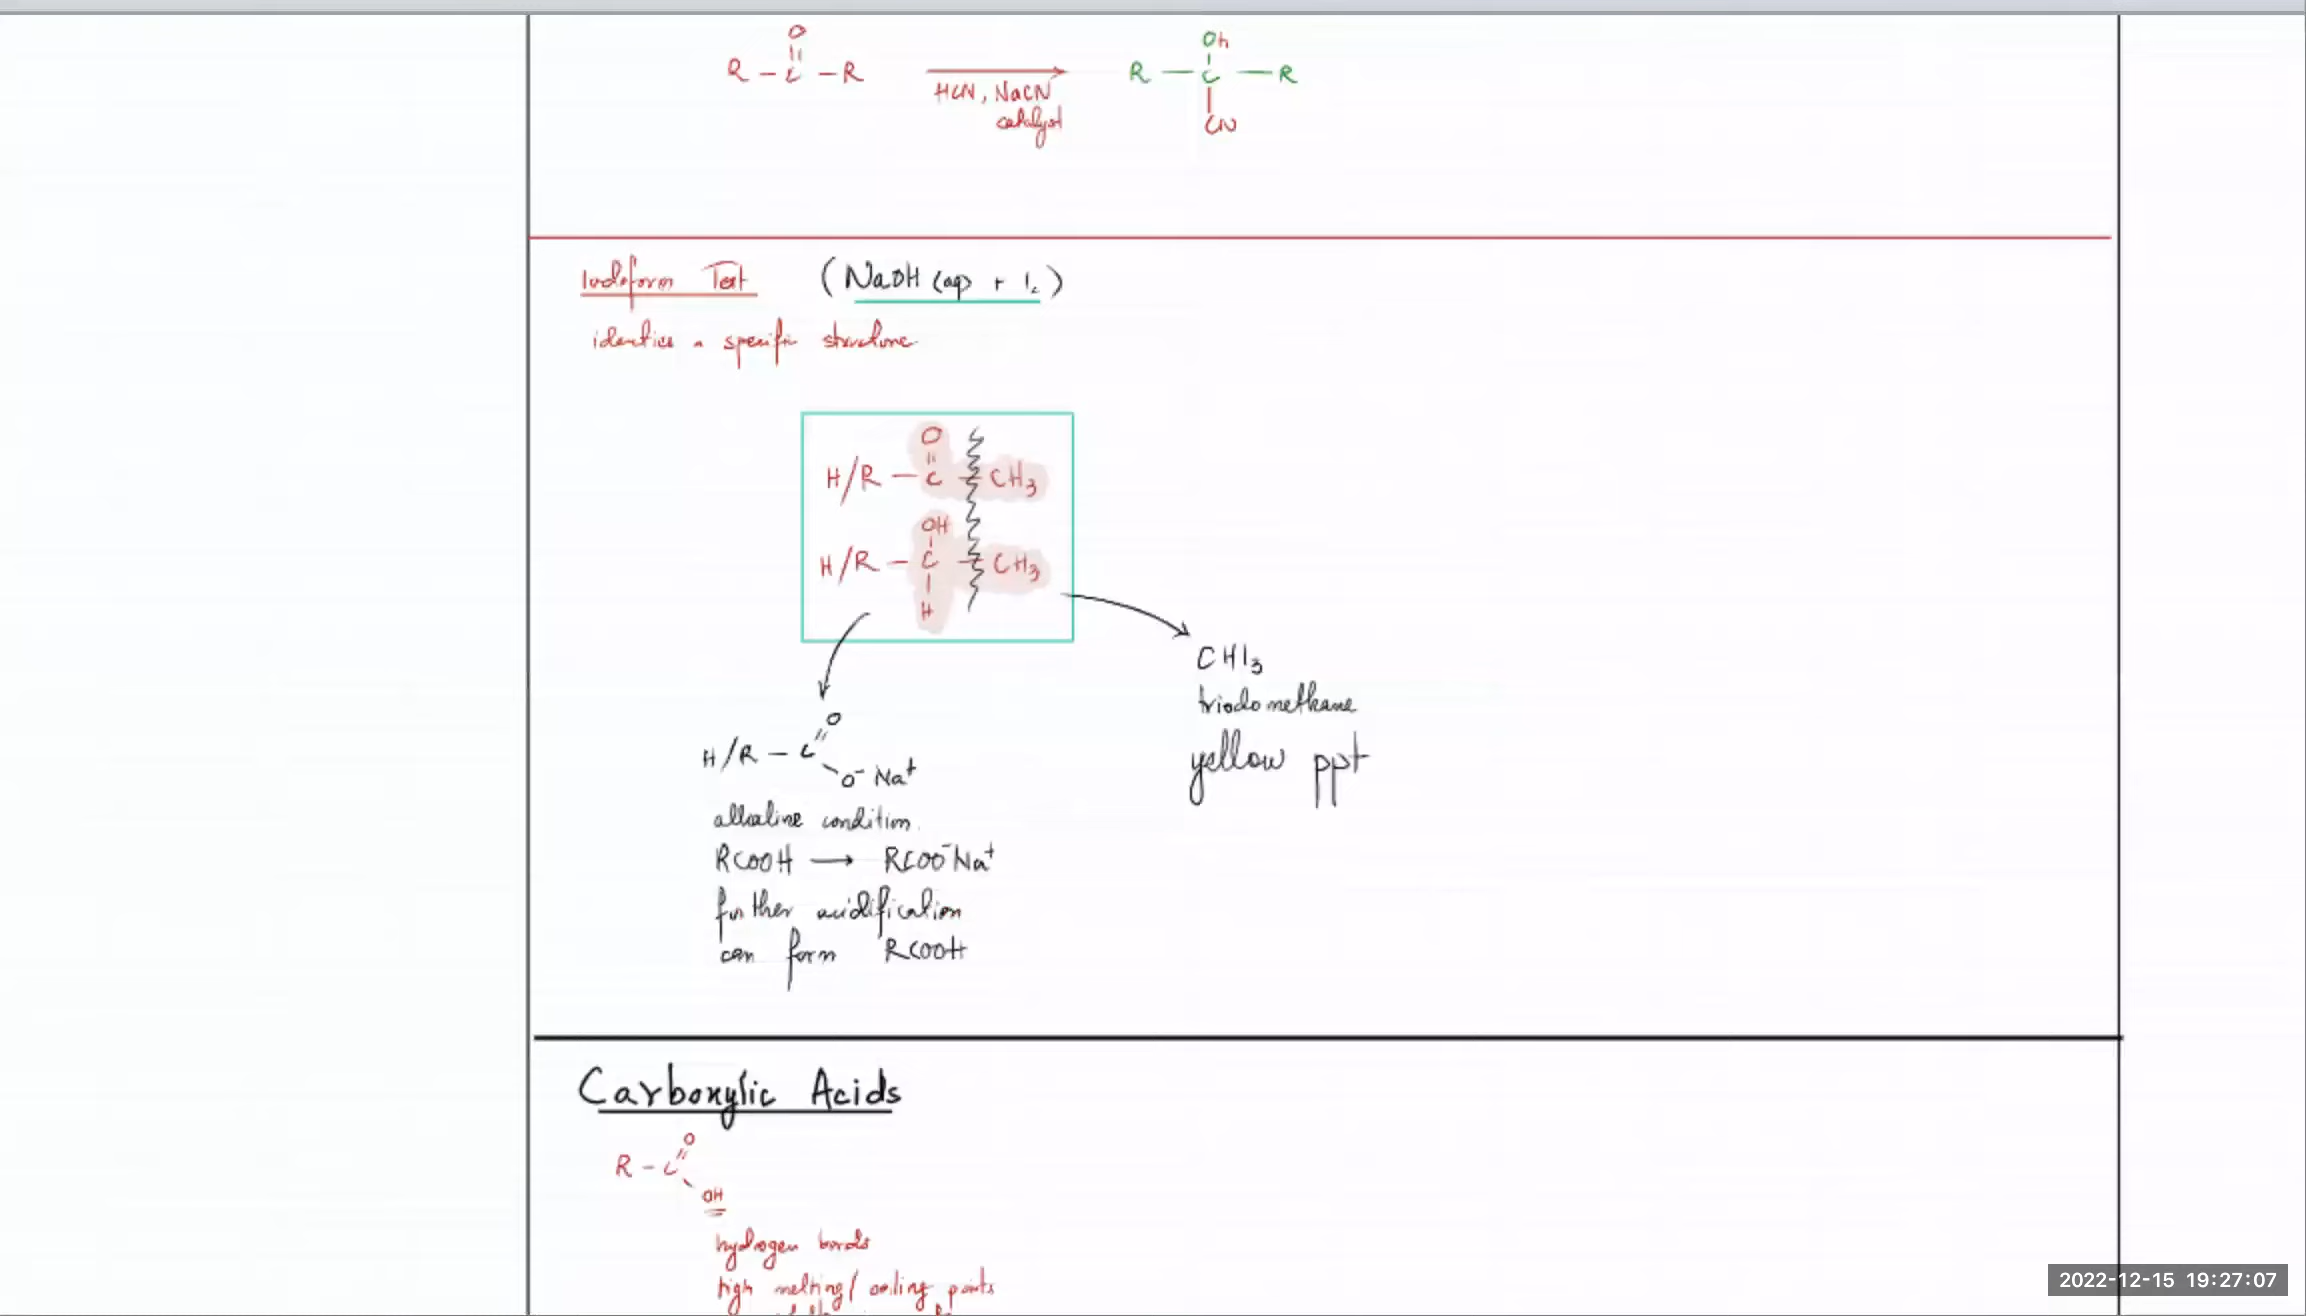 O
||
R – C – R
HCN, NaCN
catalyst
Oh
R — C — R
CN
Iodoform Test (NaOH (aq) + I2)
identifies a specific structure
O
||
H/R – C – CH3
OH
H/R – C – CH3
H
CHI3
triodomethane
yellow ppt
O
H/R – C
O⁻ Na⁺
alkaline condition.
RCOOH → RCOO⁻Na⁺
further acidification
can form RCOOH
Carboxylic Acids
O
R – C
OH
hydrogen bonds
high melting/ boiling points
2022-12-15 19:27:07